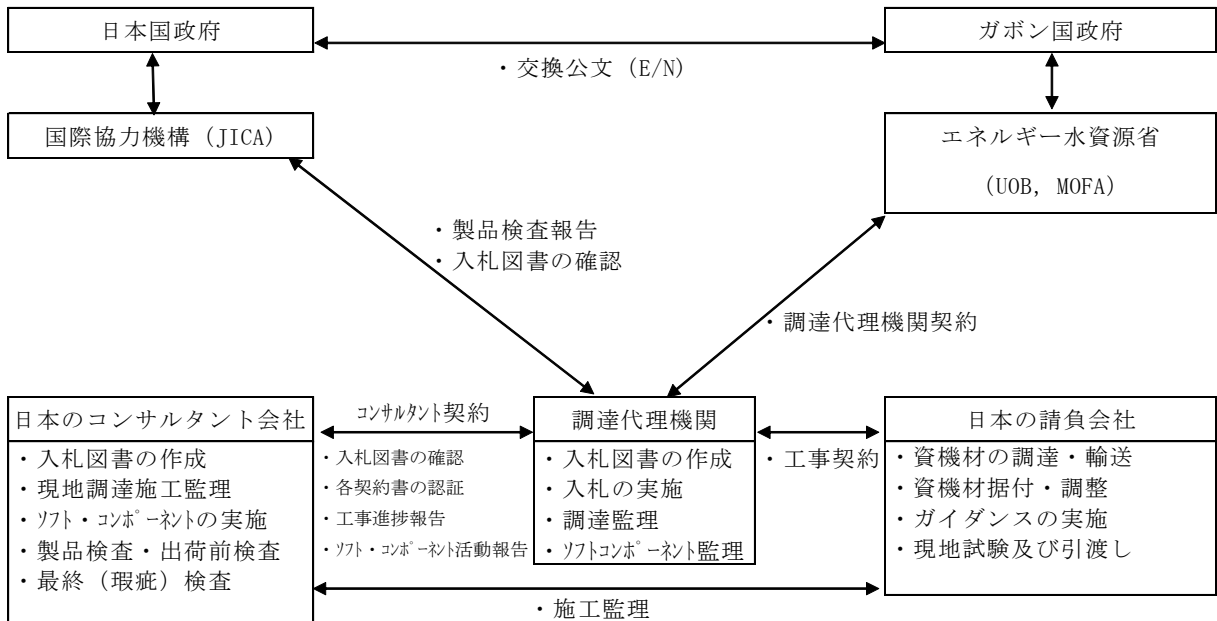 日本国政府
ガボン国政府
・交換公文 (E/N)
国際協力機構 (JICA)
エネルギー水資源省
(UOB, MOFA)
・製品検査報告
・入札図書の確認
・調達代理機関契約
日本のコンサルタント会社
・入札図書の作成
・現地調達施工監理
・ソフト・コンポーネントの実施
・製品検査・出荷前検査
・最終（瑕疵）検査
コンサルタント契約
・入札図書の確認
・各契約書の認証
・工事進捗報告
・ソフト・コンポーネント活動報告
調達代理機関
・入札図書の作成
・入札の実施
・調達監理
・ソフトコンポーネント監理
・工事契約
日本の請負会社
・資機材の調達・輸送
・資機材据付・調整
・ガイダンスの実施
・現地試験及び引渡し
・施工監理